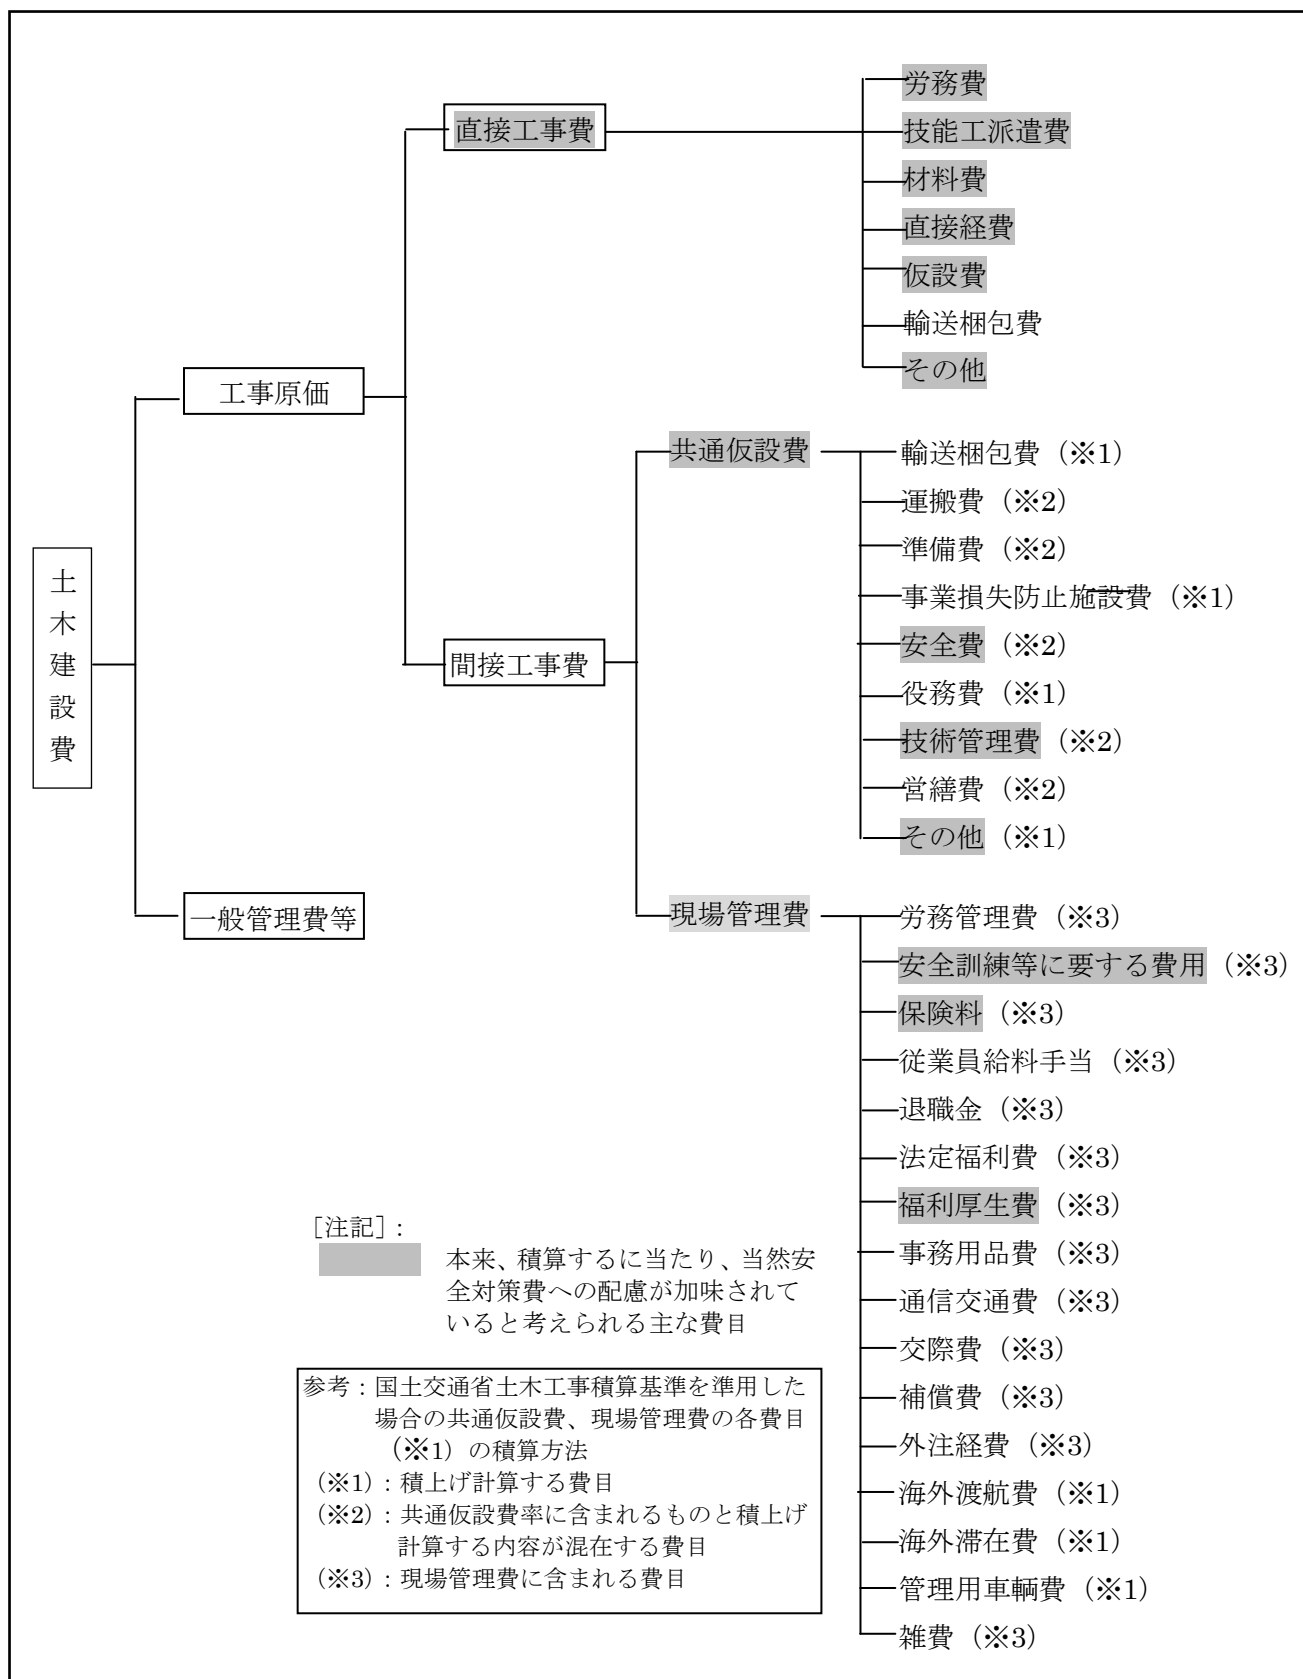 土木建設費
工事原価
一般管理費等
直接工事費
間接工事費
労務費
技能工派遣費
材料費
直接経費
仮設費
輸送梱包費
その他
共通仮設費
輸送梱包費（※1）
運搬費（※2）
準備費（※2）
事業損失防止施設費（※1）
安全費（※2）
役務費（※1）
技術管理費（※2）
営繕費（※2）
その他（※1）
現場管理費
労務管理費（※3）
安全訓練等に要する費用（※3）
保険料（※3）
従業員給料手当（※3）
退職金（※3）
法定福利費（※3）
福利厚生費（※3）
事務用品費（※3）
通信交通費（※3）
交際費（※3）
補償費（※3）
外注経費（※3）
海外渡航費（※1）
海外滞在費（※1）
管理用車輌費（※1）
雑費（※3）
［注記］：
本来、積算するに当たり、当然安
全対策費への配慮が加味されて
いると考えられる主な費目
参考：国土交通省土木工事積算基準を準用した
場合の共通仮設費、現場管理費の各費目
（※1）の積算方法
（※1）：積上げ計算する費目
（※2）：共通仮設費率に含まれるものと積上げ
計算する内容が混在する費目
（※3）：現場管理費に含まれる費目